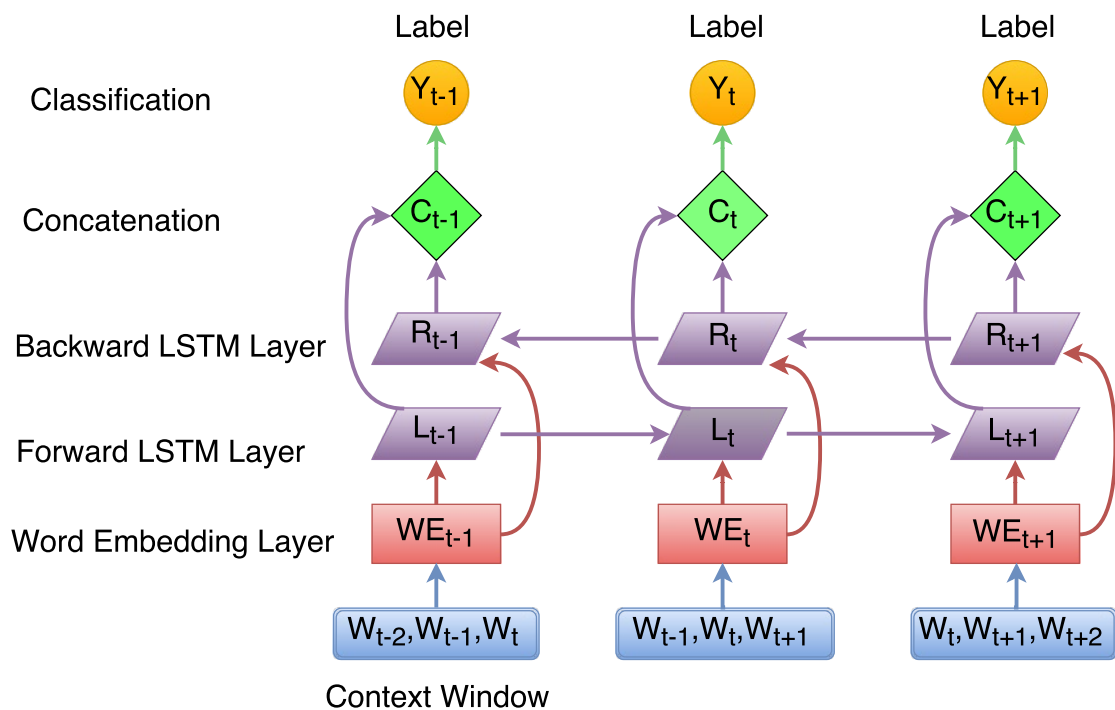 Label Label Label
Classification Y_{t-1} Y_t Y_{t+1}
Concatenation C_{t-1} C_t C_{t+1}
Backward LSTM Layer R_{t-1} R_t R_{t+1}
Forward LSTM Layer L_{t-1} L_t L_{t+1}
Word Embedding Layer WE_{t-1} WE_t WE_{t+1}
W_{t-2},W_{t-1},W_t W_{t-1},W_t,W_{t+1} W_t,W_{t+1},W_{t+2}
Context Window